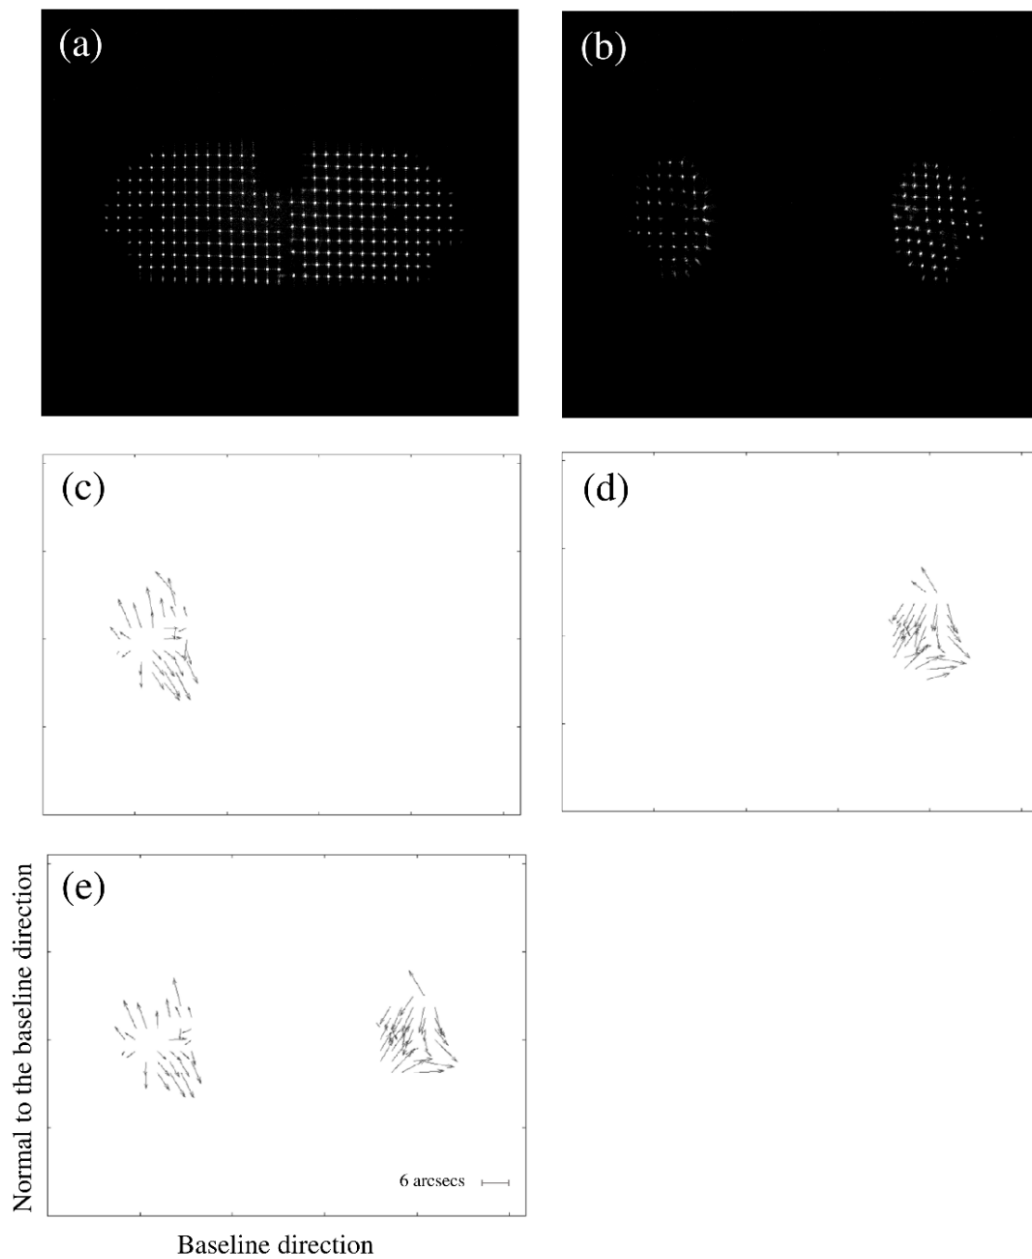 (a)
(b)
(c)
(d)
(e)
6 arcsecs
Normal to the baseline direction
Baseline direction